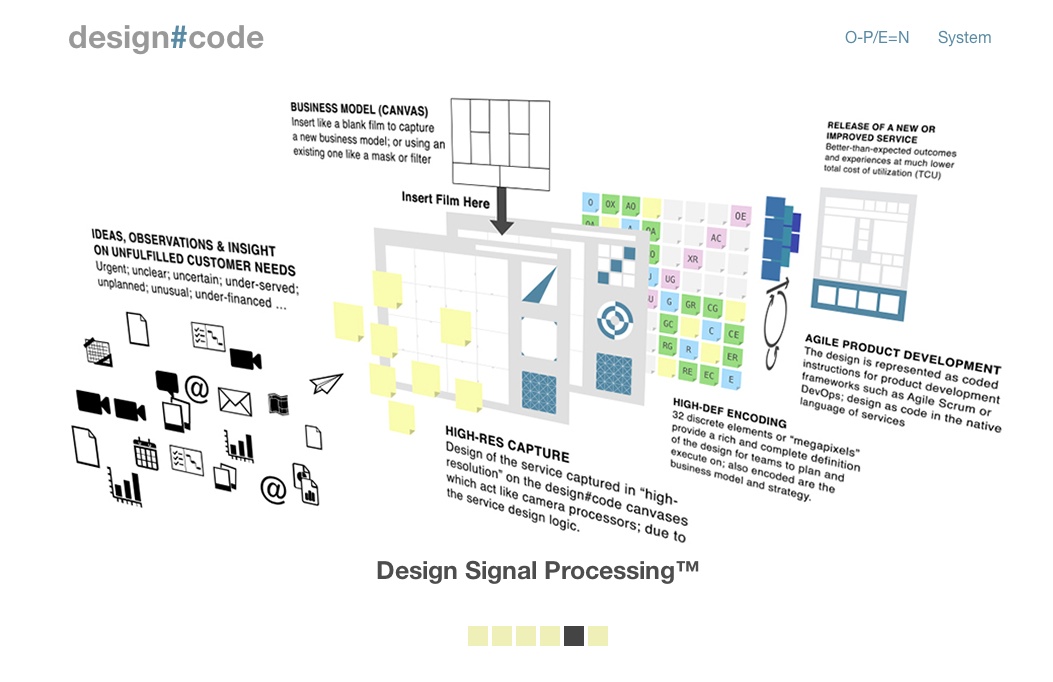 design#code
O-P/E=N
System
BUSINESS MODEL (CANVAS)
Insert like a blank film to capture
a new business model; or using an
existing one like a mask or filter
Insert Film Here
RELEASE OF A NEW OR
IMPROVED SERVICE
Better-than-expected outcomes
and experiences at much lower
total cost of utilization (TCU)
IDEAS, OBSERVATIONS & INSIGHT
ON UNFULFILLED CUSTOMER NEEDS
Urgent; unclear; uncertain; under-served;
unplanned; unusual; under-financed ...
@
@
O OX AO OE
A OA AC
O XR
UG
U G GR CG
GC C CE
RG R ER
RE EC E
AGILE PRODUCT DEVELOPMENT
The design is represented as coded
instructions for product development
frameworks such as Agile Scrum or
DevOps; design as code in the native
language of services
HIGH-DEF ENCODING
32 discrete elements or "megapixels"
provide a rich and complete definition
of the design for teams to plan and
execute on; also encoded are the
business model and strategy.
HIGH-RES CAPTURE
Design of the service captured in "high-
resolution" on the design#code canvases
which act like camera processors; due to
the service design logic.
Design Signal Processing™